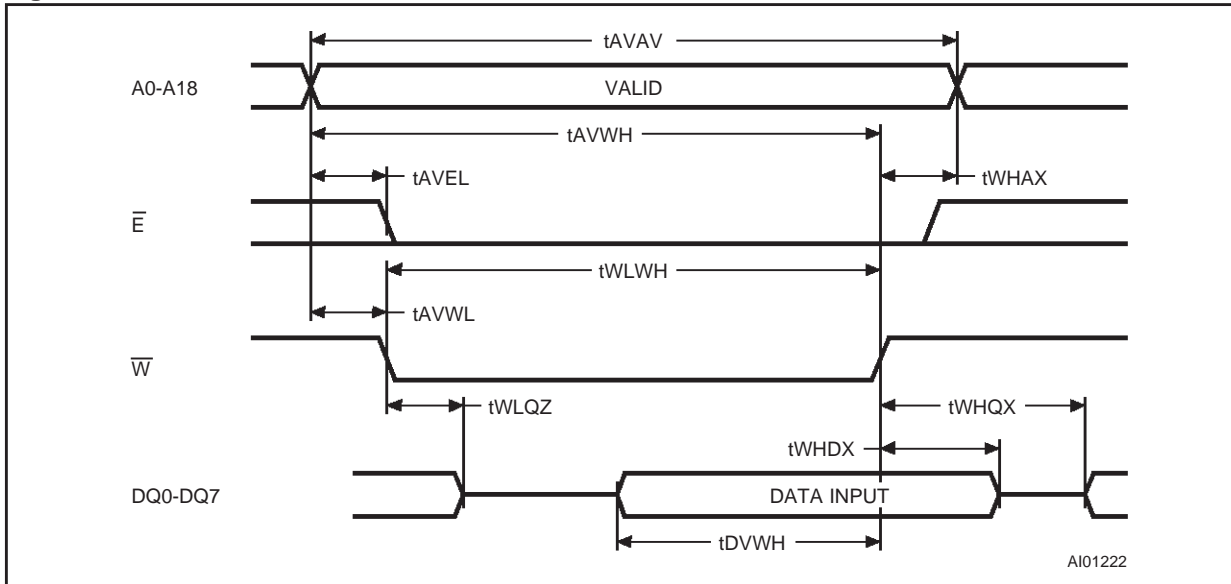 tAVAV
A0-A18
VALID
tAVWH
tAVEL
tWHAX
E
tWLWH
tAVWL
W
tWLQZ
tWHQX
tWHDX
DQ0-DQ7
DATA INPUT
tDVWH
AI01222